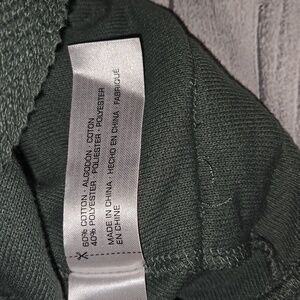 60% COTTON · ALGODÓN · COTON
40% POLYESTER · POLIÉSTER · POLYESTER
MADE IN CHINA · HECHO EN CHINA · FABRIQUÉ
EN CHINE